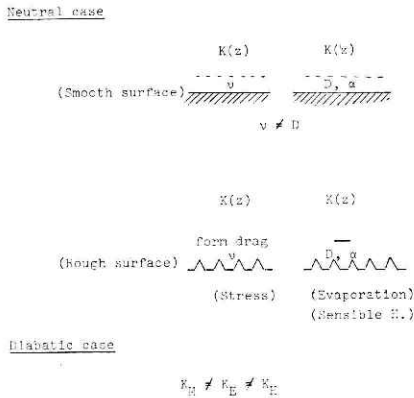 Neutral case
K(z) K(z)
(Smooth surface) ν D, α
ν ≠ D
K(z) K(z)
form drag
(Rough surface) ν D, α
(Stress) (Evaporation)
(Sensible H.)
Diabatic case
K_M ≠ K_E ≠ K_H